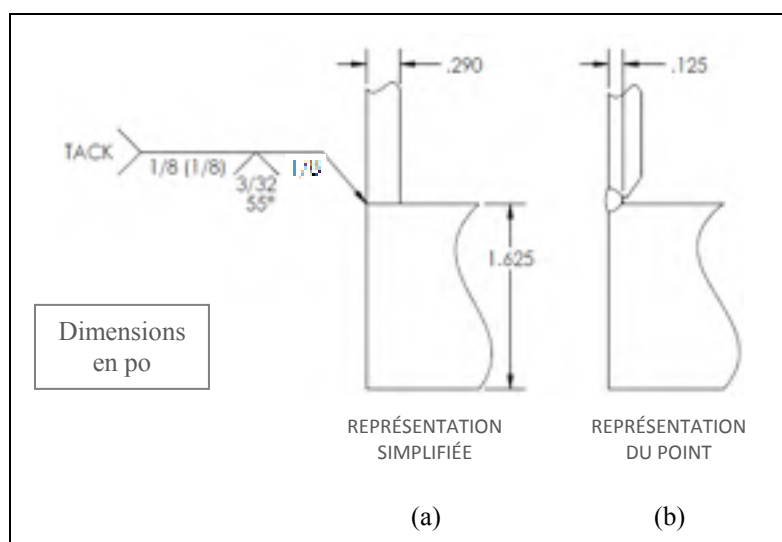 .290
.125
TACK
1/8 (1/8)
3/32
55°
1.625
Dimensions
en po
REPRÉSENTATION
SIMPLIFIÉE
REPRÉSENTATION
DU POINT
(a)
(b)